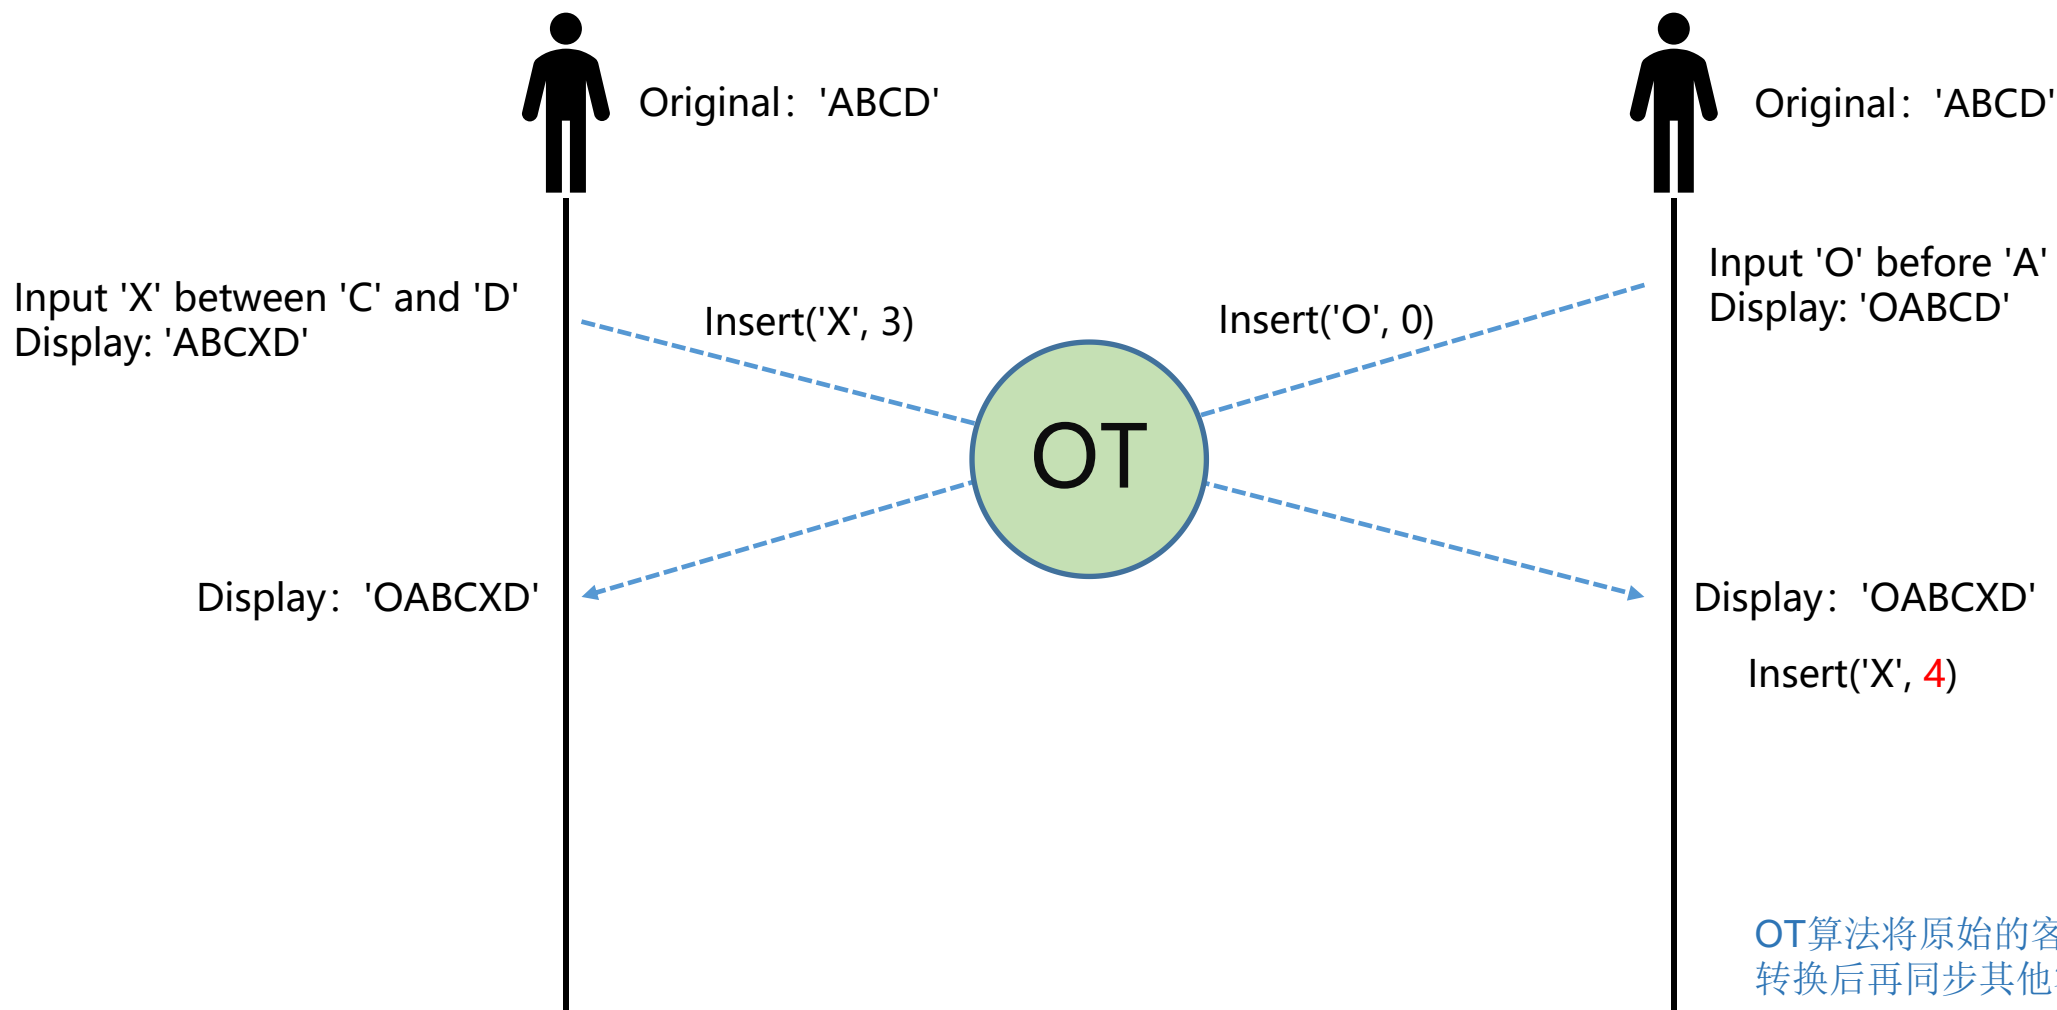 Original：'ABCD'
Original：'ABCD'
Input 'X' between 'C' and 'D'
Display: 'ABCXD'
Insert('X', 3)
Insert('O', 0)
Input 'O' before 'A'
Display: 'OABCD'
OT
Display：'OABCXD'
Display：'OABCXD'
Insert('X', 4)
OT算法将原始的客
转换后再同步其他